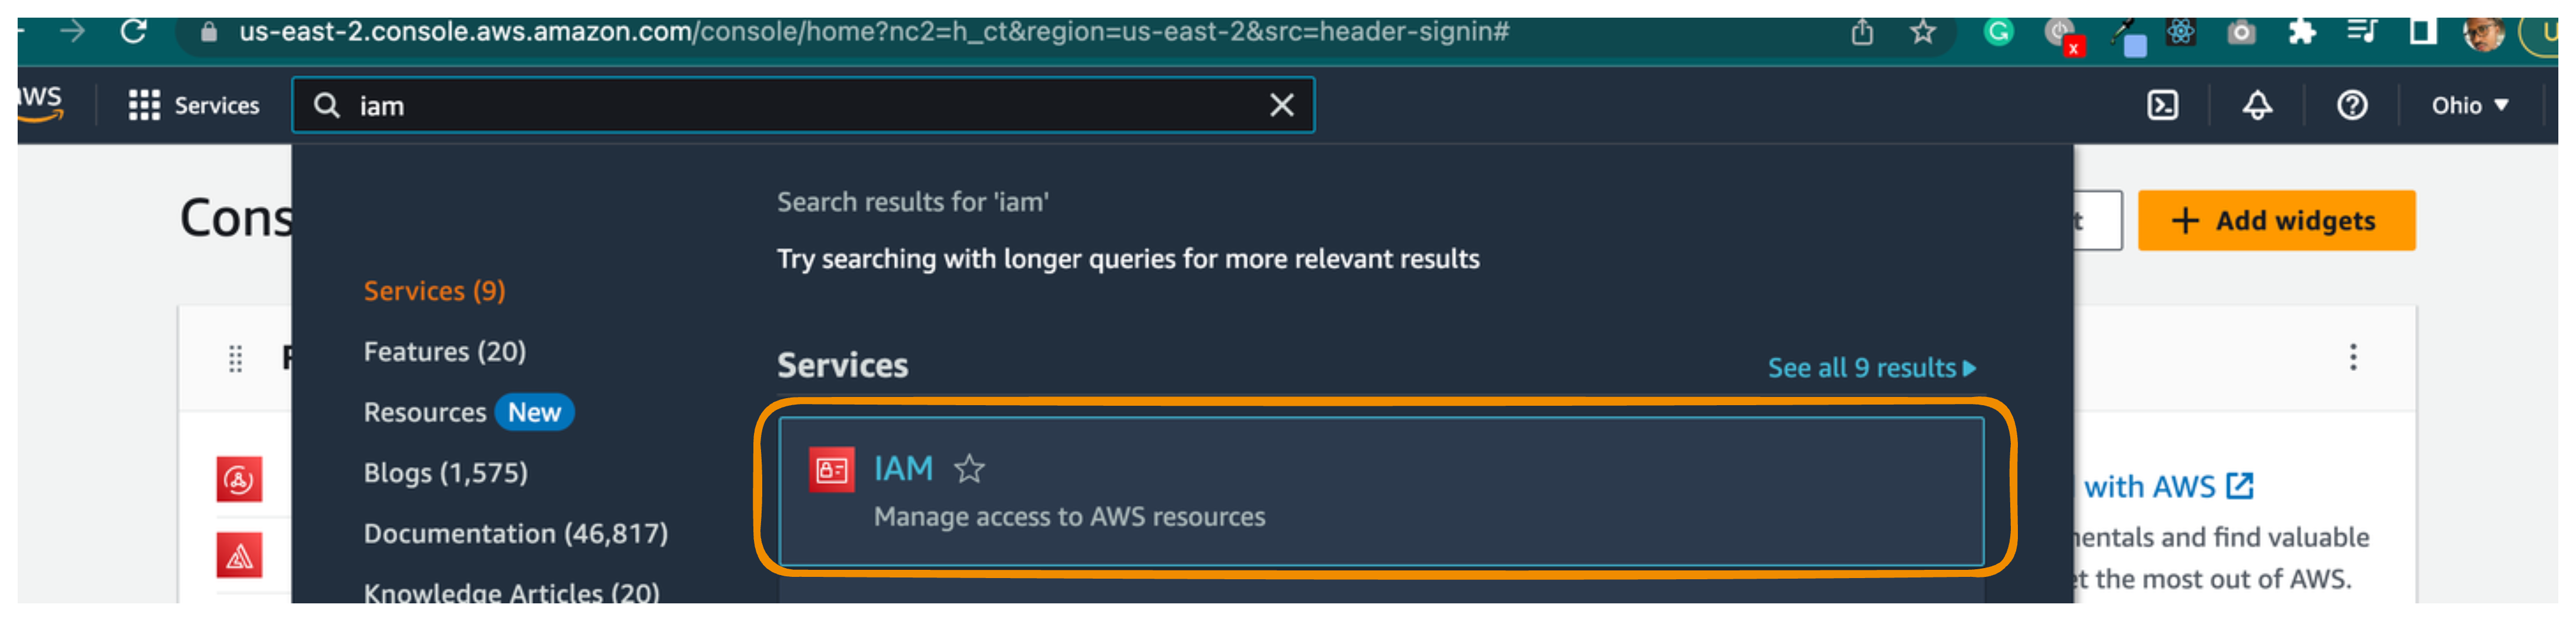 us-east-2.console.aws.amazon.com/console/home?nc2=h_ct&region=us-east-2&src=header-signin#
aws
Services
iam
Ohio
Search results for 'iam'
Cons
Add widgets
Try searching with longer queries for more relevant results
Services (9)
Features (20)
Services
See all 9 results
Resources New
IAM
Blogs (1,575)
with AWS
Manage access to AWS resources
Documentation (46,817)
entals and find valuable
Knowledge Articles (20)
et the most out of AWS.